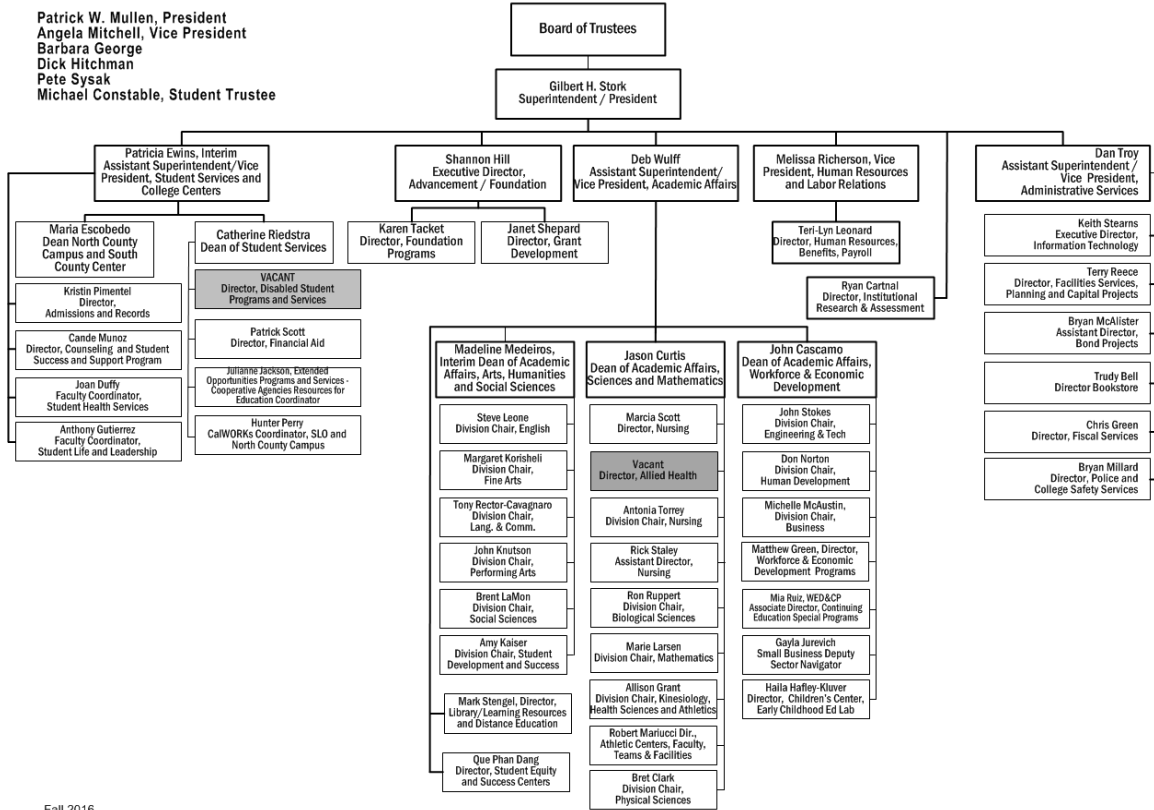 Patrick W. Mullen, President
Angela Mitchell, Vice President
Barbara George
Dick Hitchman
Pete Sysak
Michael Constable, Student Trustee
Board of Trustees
Gilbert H. Stork
Superintendent / President
Patricia Ewins, Interim
Assistant Superintendent/Vice
President, Student Services and
College Centers
Shannon Hill
Executive Director,
Advancement / Foundation
Deb Wulff
Assistant Superintendent/
Vice President, Academic Affairs
Melissa Richerson, Vice
President, Human Resources
and Labor Relations
Dan Troy
Assistant Superintendent /
Vice President,
Administrative Services
Maria Escobedo
Dean North County
Campus and South
County Center
Catherine Riedstra
Dean of Student Services
Karen Tacket
Director, Foundation
Programs
Janet Shepard
Director, Grant
Development
Teri-Lyn Leonard
Director, Human Resources,
Benefits, Payroll
Ryan Cartnal
Director, Institutional
Research & Assessment
Kristin Pimentel
Director,
Admissions and Records
Cande Munoz
Director, Counseling and Student
Success and Support Program
Joan Duffy
Faculty Coordinator,
Student Health Services
Anthony Gutierrez
Faculty Coordinator,
Student Life and Leadership
VACANT
Director, Disabled Student
Programs and Services
Patrick Scott
Director, Financial Aid
Julianne Jackson, Extended
Opportunities Programs and Services -
Cooperative Agencies Resources for
Education Coordinator
Hunter Perry
CalWORKs Coordinator, SLO and
North County Campus
Madeline Medeiros,
Interim Dean of Academic
Affairs, Arts, Humanities
and Social Sciences
Steve Leone
Division Chair, English
Margaret Korisheli
Division Chair,
Fine Arts
Tony Rector-Cavagnaro
Division Chair,
Lang. & Comm.
John Knutson
Division Chair,
Performing Arts
Brent LaMon
Division Chair,
Social Sciences
Amy Kaiser
Division Chair, Student
Development and Success
Mark Stengel, Director,
Library/Learning Resources
and Distance Education
Que Phan Dang
Director, Student Equity
and Success Centers
Jason Curtis
Dean of Academic Affairs,
Sciences and Mathematics
Marcia Scott
Director, Nursing
Vacant
Director, Allied Health
Antonia Torrey
Division Chair, Nursing
Rick Staley
Assistant Director,
Nursing
Ron Ruppert
Division Chair,
Biological Sciences
Marie Larsen
Division Chair, Mathematics
Allison Grant
Division Chair, Kinesiology,
Health Sciences and Athletics
Robert Mariucci Dir.,
Athletic Centers, Faculty,
Teams & Facilities
Bret Clark
Division Chair,
Physical Sciences
John Cascamo
Dean of Academic Affairs,
Workforce & Economic
Development
John Stokes
Division Chair,
Engineering & Tech
Don Norton
Division Chair,
Human Development
Michelle McAustin,
Division Chair,
Business
Matthew Green, Director,
Workforce & Economic
Development Programs
Mia Ruiz, WED&CP
Associate Director, Continuing
Education Special Programs
Gayla Jurevich
Small Business Deputy
Sector Navigator
Haila Hafley-Kluver
Director, Children's Center,
Early Childhood Ed Lab
Keith Stearns
Executive Director,
Information Technology
Terry Reece
Director, Facilities Services,
Planning and Capital Projects
Bryan McAlister
Assistant Director,
Bond Projects
Trudy Bell
Director Bookstore
Chris Green
Director, Fiscal Services
Bryan Millard
Director, Police and
College Safety Services
Fall 2016